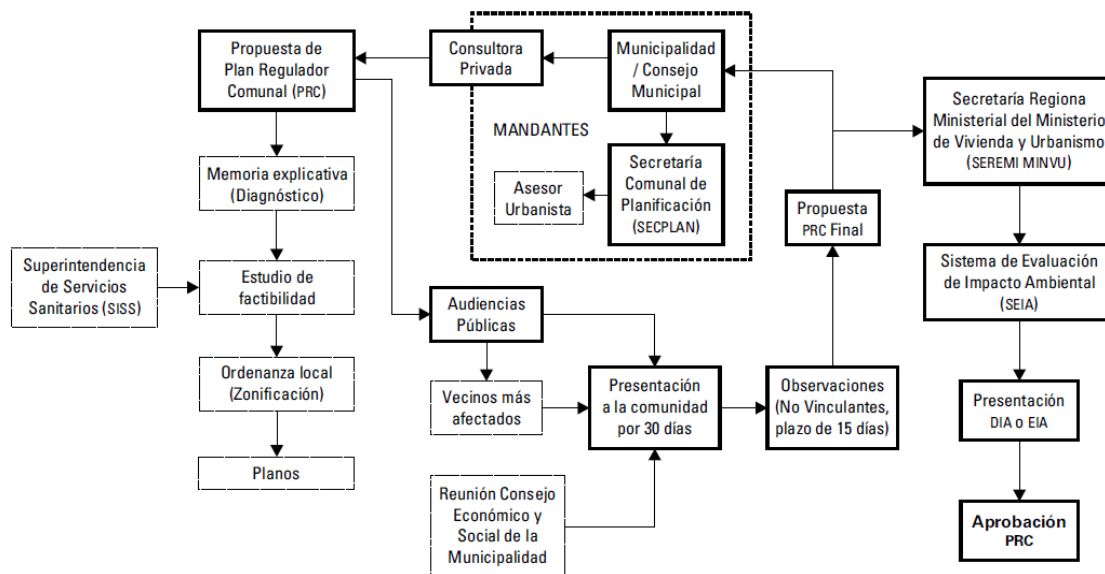 Propuesta de
Plan Regulador
Comunal (PRC)
Consultora
Privada
Municipalidad
/ Consejo
Municipal
MANDANTES
Secretaría
Comunal de
Planificación
(SECPLAN)
Asesor
Urbanista
Memoria explicativa
(Diagnóstico)
Superintendencia
de Servicios
Sanitarios (SISS)
Estudio de
factibilidad
Ordenanza local
(Zonificación)
Planos
Audiencias
Públicas
Vecinos más
afectados
Reunión Consejo
Económico y
Social de la
Municipalidad
Presentación
a la comunidad
por 30 días
Observaciones
(No Vinculantes,
plazo de 15 días)
Propuesta
PRC Final
Secretaría Regiona
Ministerial del Ministerio
de Vivienda y Urbanismo
(SEREMI MINVU)
Sistema de Evaluación
de Impacto Ambiental
(SEIA)
Presentación
DIA o EIA
Aprobación
PRC